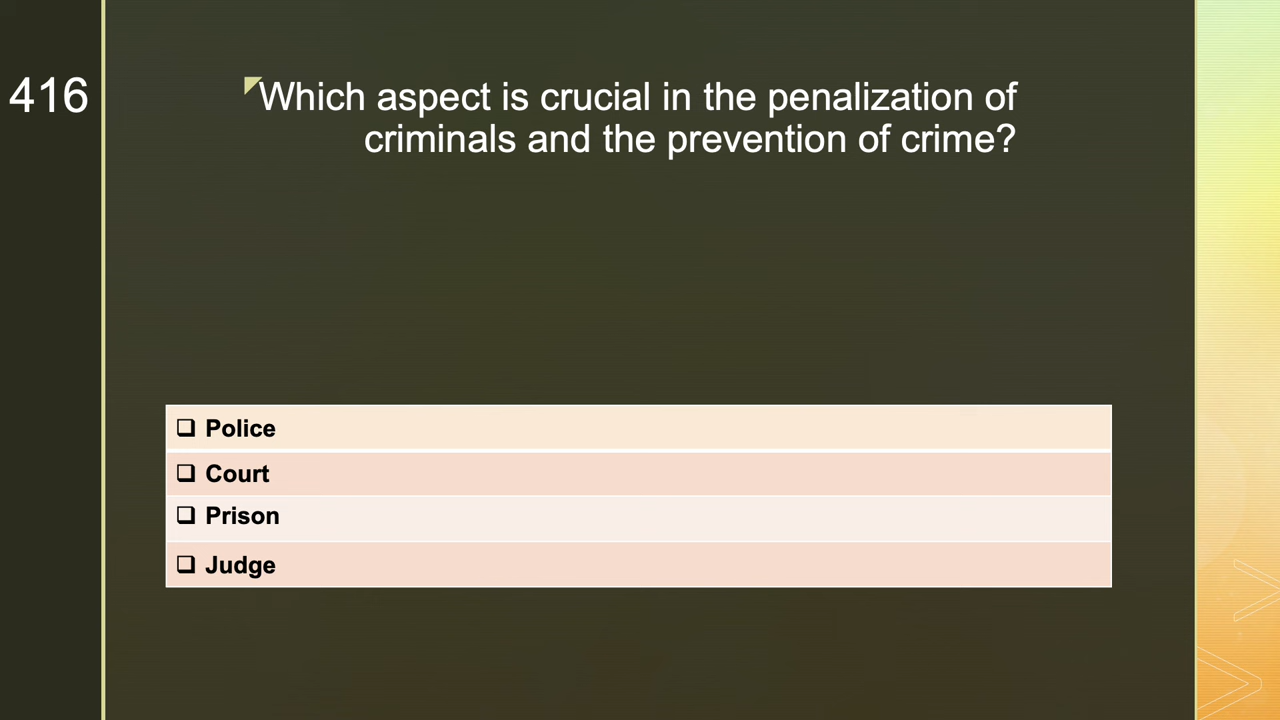 416
Which aspect is crucial in the penalization of
criminals and the prevention of crime?
❑ Police
❑ Court
❑ Prison
❑ Judge